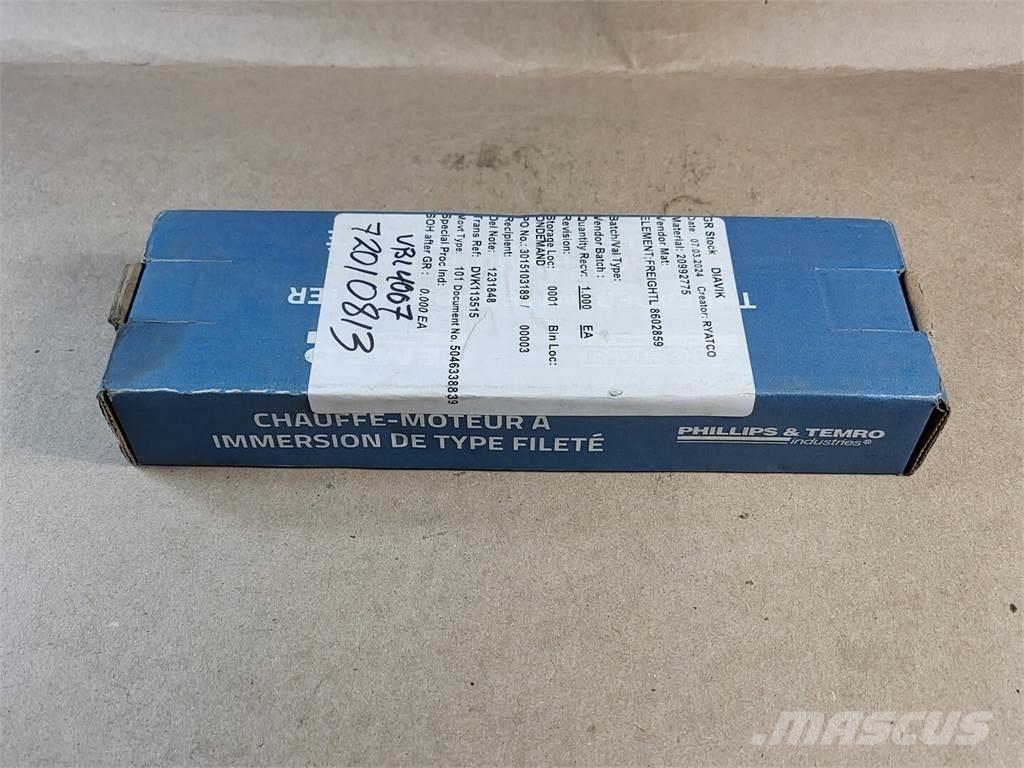 GR Stock DIAVIK
Date: 07.03.2024 Creator: RYATCO
Material: 20992775
Vendor Mat:
ELEMENT;FREIGHTL 8602859
Batch/Val Type:
Vendor Batch :
Quantity Recv: 1.000 EA
Revision:
Storage Loc: 0001 Bin Loc:
ONDEMAND
PO No.: 3015103189 / 00003
Recipient:
Del Note: 1231848
Trans Ref: DVK113515
Movt Type: 101 Document No. 5046338839
Special Proc Ind:
SOH after GR : 0.000 EA
VBL4067
72010813
CHAUFFE-MOTEUR À
IMMERSION DE TYPE FILETÉ
PHILLIPS & TEMRO
industries®
MASCUS